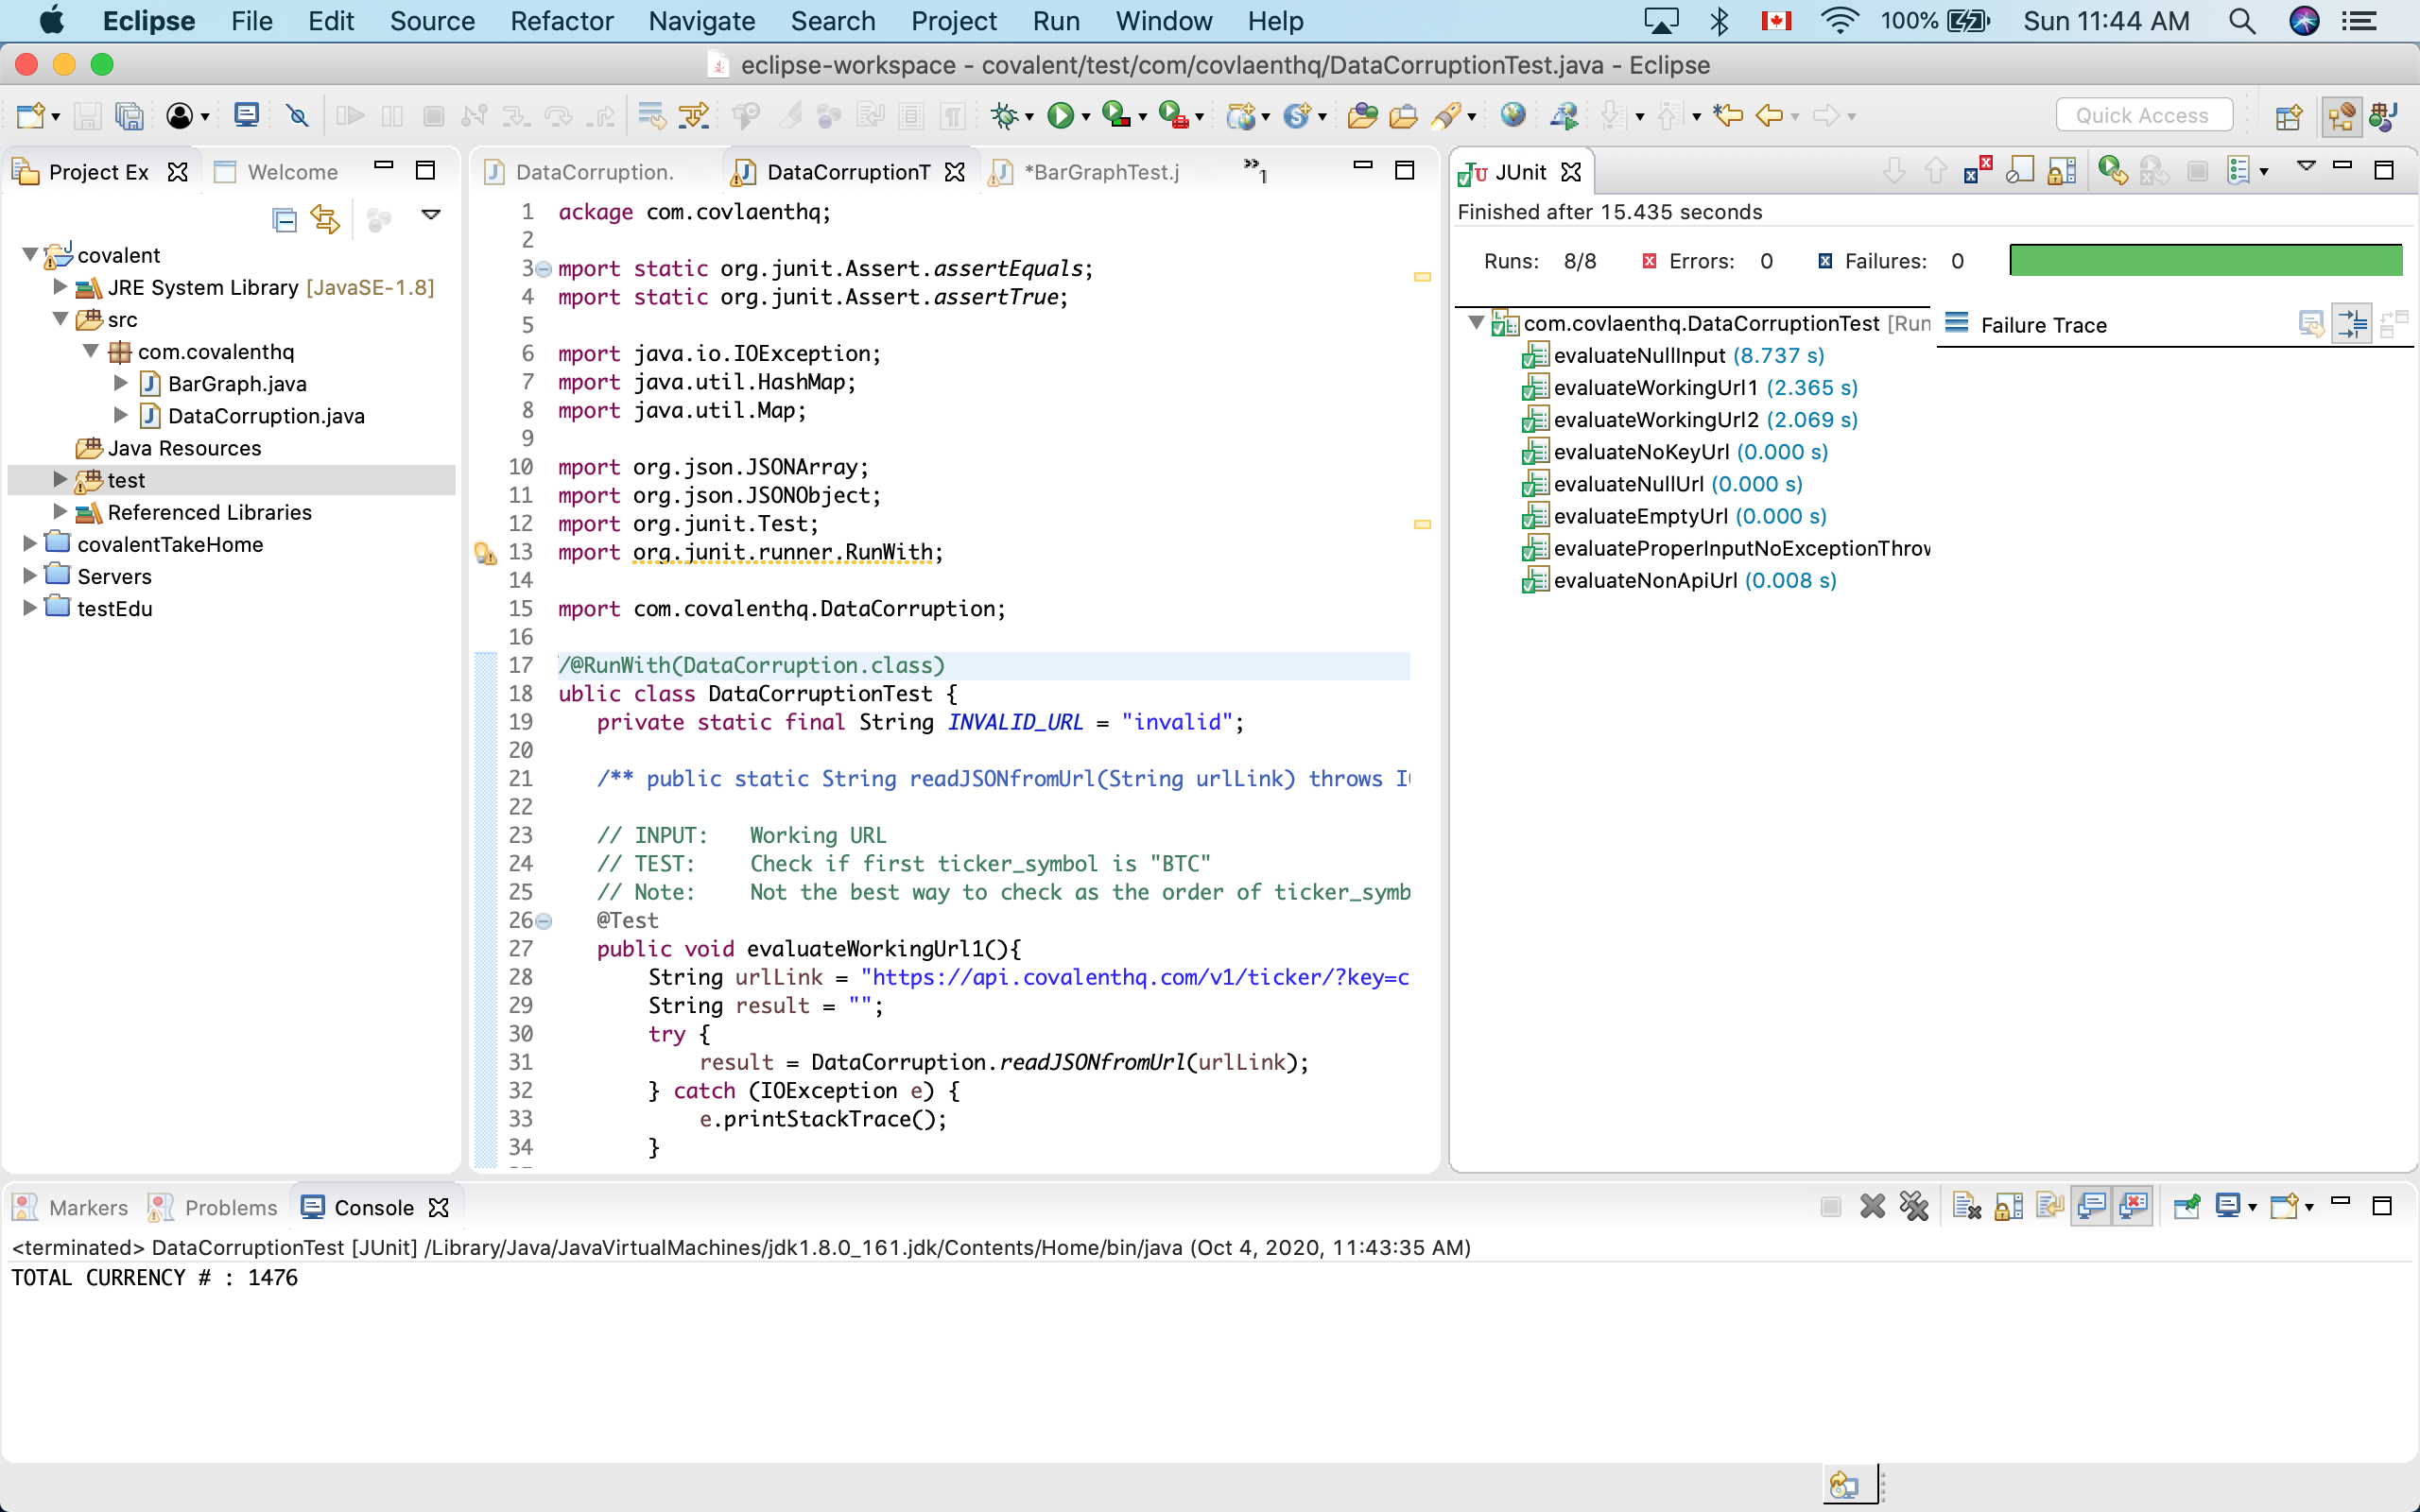 Eclipse File Edit Source Refactor Navigate Search Project Run Window Help 100% Sun 11:44 AM
eclipse-workspace - covalent/test/com/covlaenthq/DataCorruptionTest.java - Eclipse
Quick Access
Project Ex Welcome
covalent
JRE System Library [JavaSE-1.8]
src
com.covalenthq
BarGraph.java
DataCorruption.java
Java Resources
test
Referenced Libraries
covalentTakeHome
Servers
testEdu
DataCorruption. DataCorruptionT *BarGraphTest.j »1
1 ackage com.covlaenthq;
2
3 mport static org.junit.Assert.assertEquals;
4 mport static org.junit.Assert.assertTrue;
5
6 mport java.io.IOException;
7 mport java.util.HashMap;
8 mport java.util.Map;
9
10 mport org.json.JSONArray;
11 mport org.json.JSONObject;
12 mport org.junit.Test;
13 mport org.junit.runner.RunWith;
14
15 mport com.covalenthq.DataCorruption;
16
17 /@RunWith(DataCorruption.class)
18 ublic class DataCorruptionTest {
19 private static final String INVALID_URL = "invalid";
20
21 /** public static String readJSONfromUrl(String urlLink) throws I
22
23 // INPUT: Working URL
24 // TEST: Check if first ticker_symbol is "BTC"
25 // Note: Not the best way to check as the order of ticker_symb
26 @Test
27 public void evaluateWorkingUrl1(){
28 String urlLink = "https://api.covalenthq.com/v1/ticker/?key=c
29 String result = "";
30 try {
31 result = DataCorruption.readJSONfromUrl(urlLink);
32 } catch (IOException e) {
33 e.printStackTrace();
34 }
JUnit
Finished after 15.435 seconds
Runs: 8/8 Errors: 0 Failures: 0
com.covlaenthq.DataCorruptionTest [Run
evaluateNullInput (8.737 s)
evaluateWorkingUrl1 (2.365 s)
evaluateWorkingUrl2 (2.069 s)
evaluateNoKeyUrl (0.000 s)
evaluateNullUrl (0.000 s)
evaluateEmptyUrl (0.000 s)
evaluateProperInputNoExceptionThrow
evaluateNonApiUrl (0.008 s)
Failure Trace
Markers Problems Console
<terminated> DataCorruptionTest [JUnit] /Library/Java/JavaVirtualMachines/jdk1.8.0_161.jdk/Contents/Home/bin/java (Oct 4, 2020, 11:43:35 AM)
TOTAL CURRENCY # : 1476